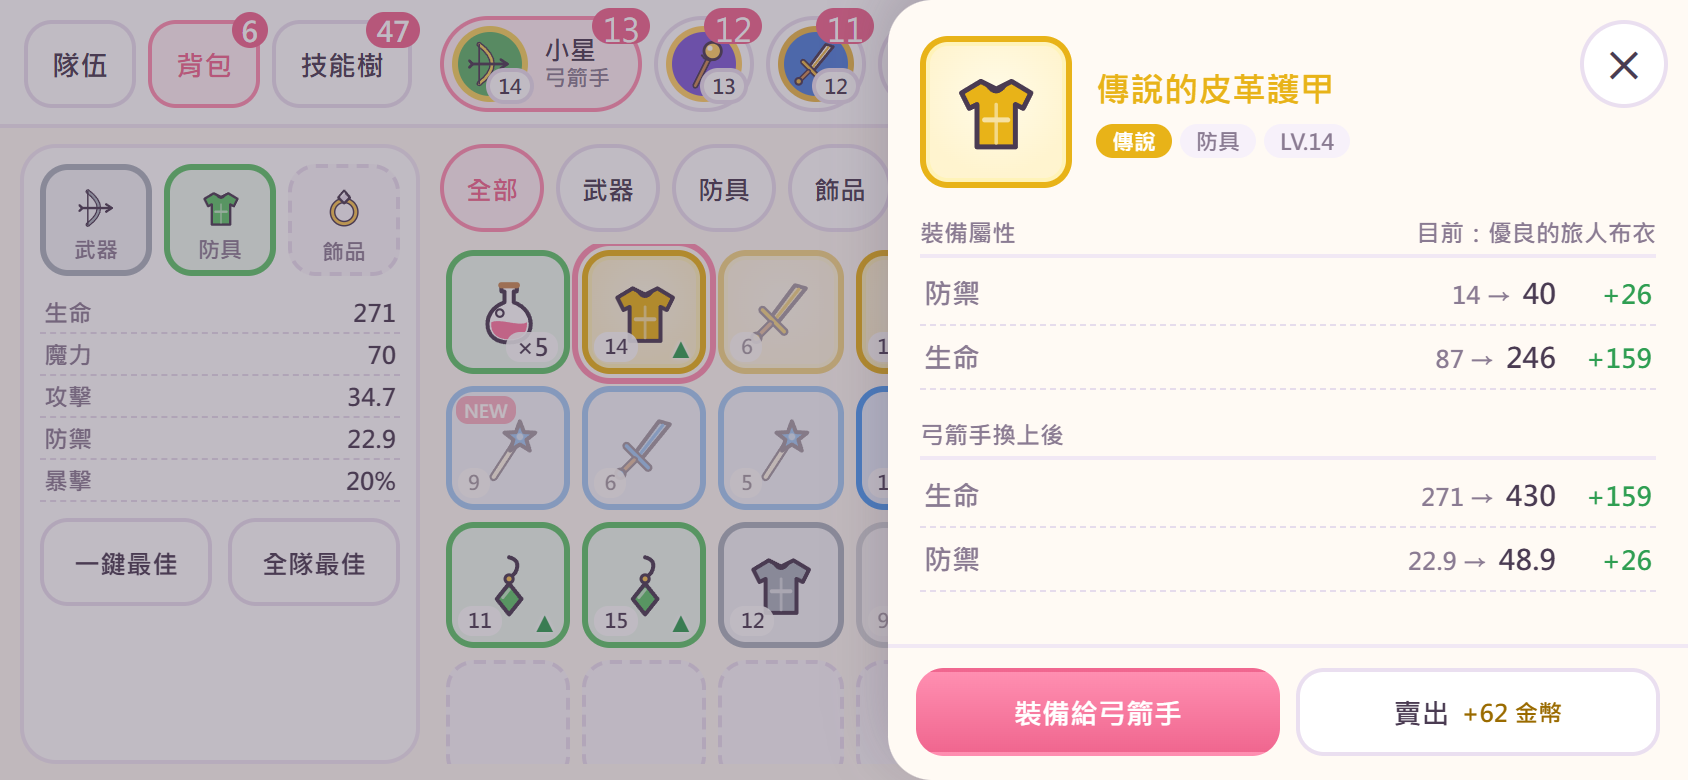 隊伍
背包
6
技能樹
47
小星
弓箭手
14
13
13
12
12
11
武器
防具
飾品
生命 271
魔力 70
攻擊 34.7
防禦 22.9
暴擊 20%
一鍵最佳
全隊最佳
全部
武器
防具
飾品
×5
14
6
1
NEW
9
6
5
1
11
15
12
9
傳說的皮革護甲
傳說 防具 LV.14
裝備屬性 目前：優良的旅人布衣
防禦 14 → 40 +26
生命 87 → 246 +159
弓箭手換上後
生命 271 → 430 +159
防禦 22.9 → 48.9 +26
裝備給弓箭手
賣出 +62 金幣